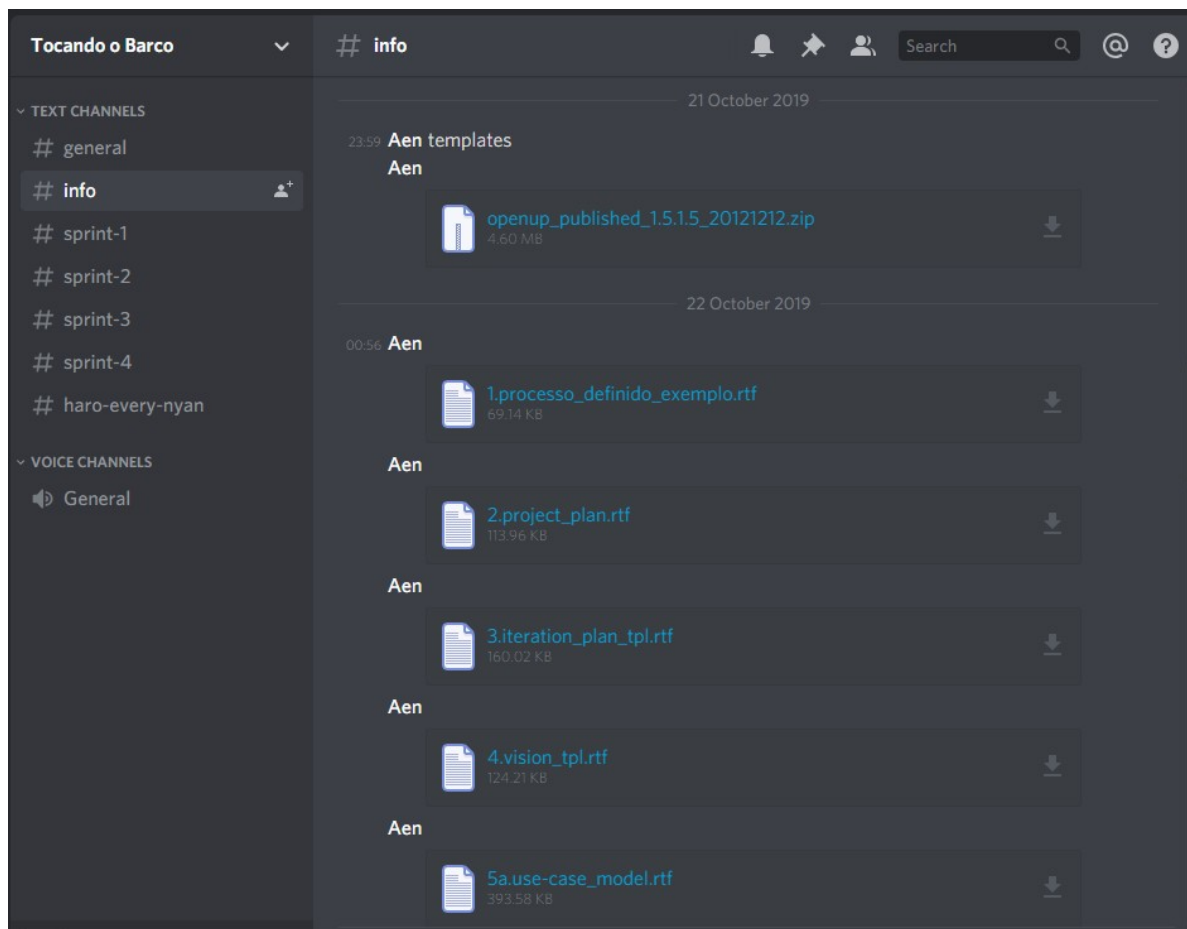 Tocando o Barco
TEXT CHANNELS
# general
# info
# sprint-1
# sprint-2
# sprint-3
# sprint-4
# haro-every-nyan
VOICE CHANNELS
General
# info
Search
21 October 2019
23:59 Aen templates
Aen
openup_published_1.5.1.5_20121212.zip
4.60 MB
22 October 2019
00:56 Aen
1.processo_definido_exemplo.rtf
69.14 KB
Aen
2.project_plan.rtf
113.96 KB
Aen
3.iteration_plan_tpl.rtf
160.02 KB
Aen
4.vision_tpl.rtf
124.21 KB
Aen
5a.use-case_model.rtf
393.58 KB